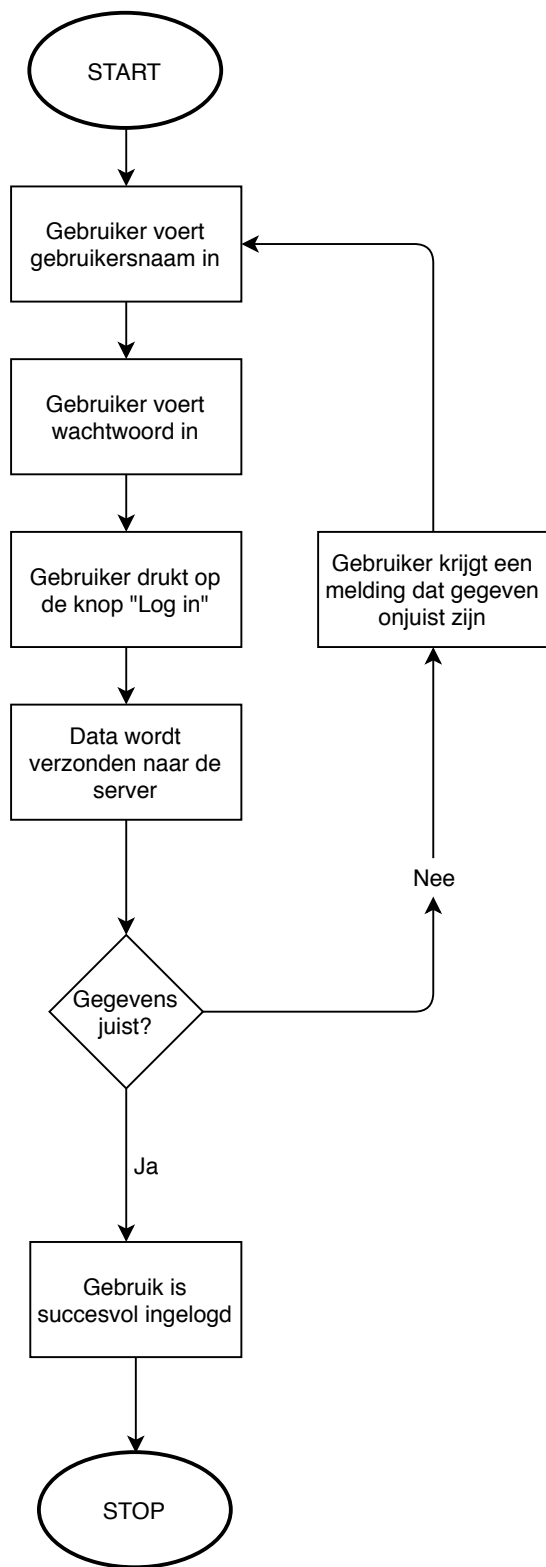 START
Gebruiker voert
gebruikersnaam in
Gebruiker voert
wachtwoord in
Gebruiker drukt op
de knop "Log in"
Gebruiker krijgt een
melding dat gegeven
onjuist zijn
Data wordt
verzonden naar de
server
Nee
Gegevens
juist?
Ja
Gebruik is
succesvol ingelogd
STOP